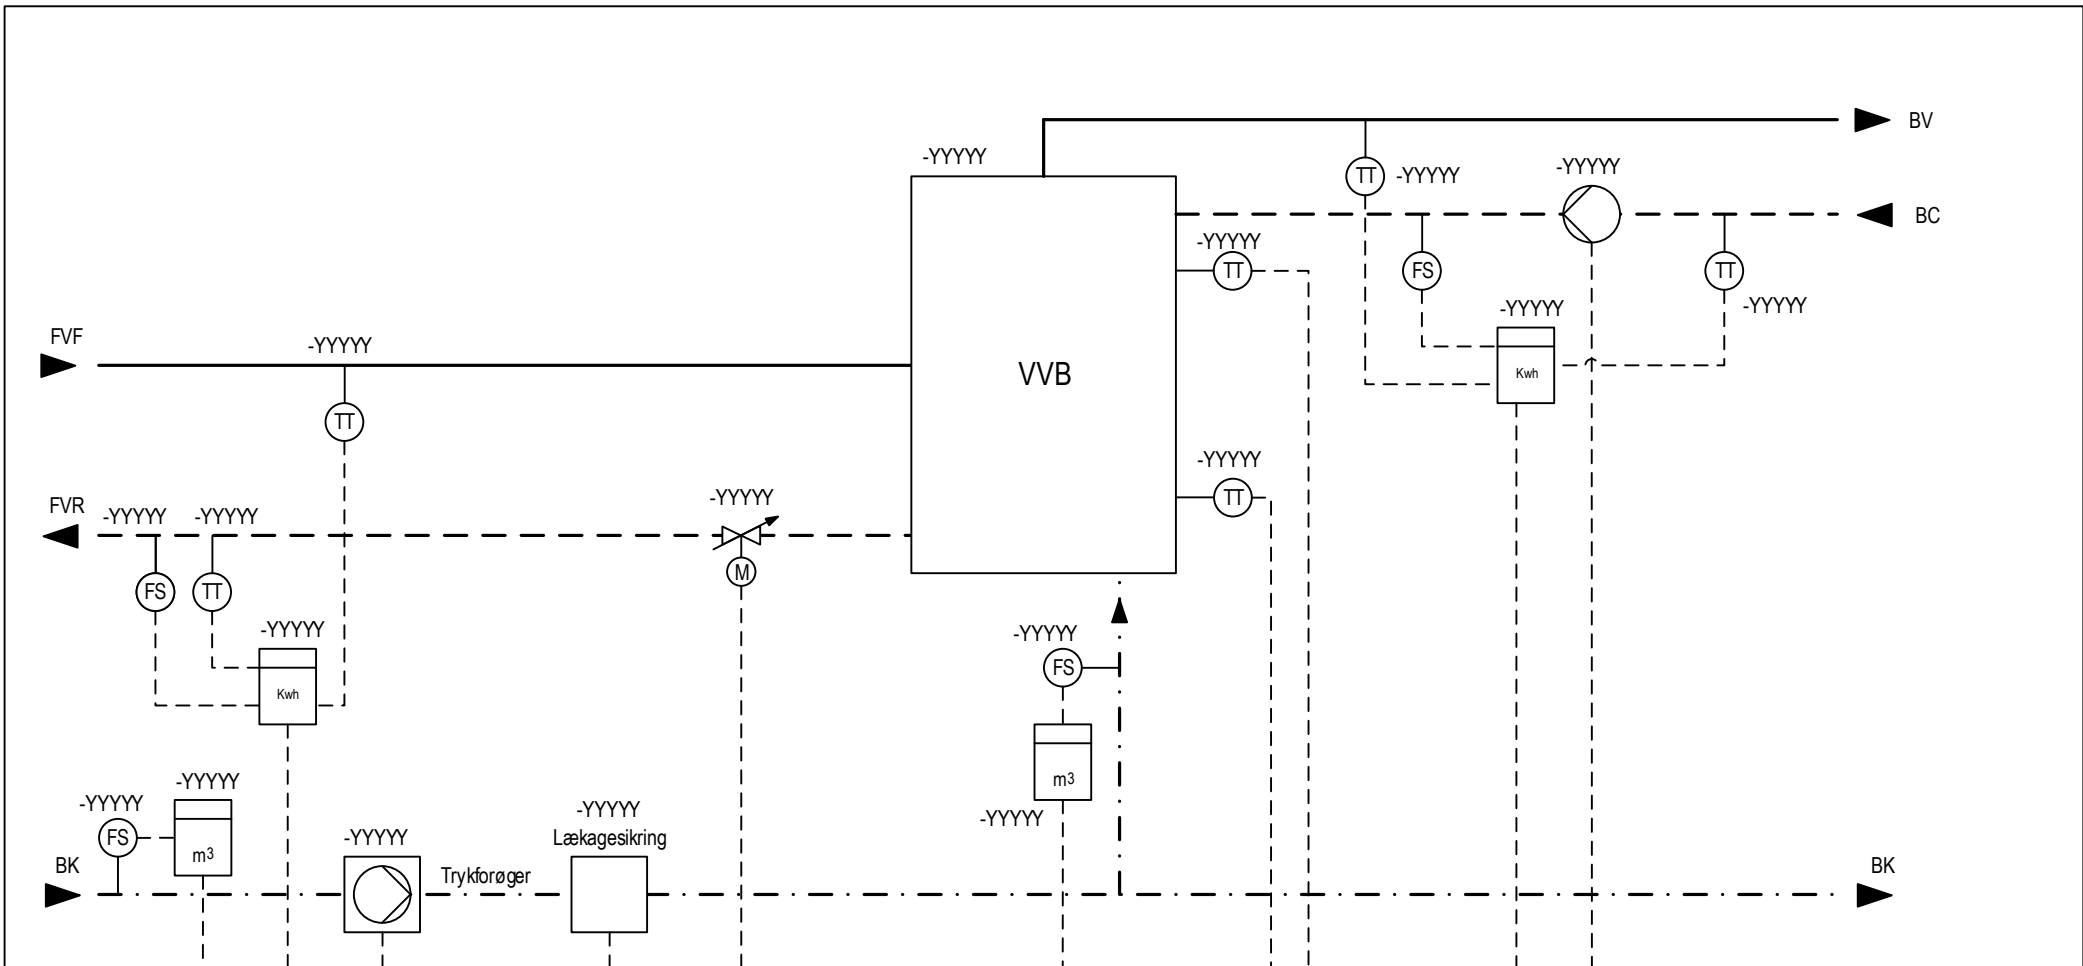 BV
-YYYYY
-YYYYY
TT
-YYYYY
BC
-YYYYY
TT
FS
TT
-YYYYY
-YYYYY
FVF
-YYYYY
VVB
Kwh
TT
-YYYYY
FVR
-YYYYY
-YYYYY
-YYYYY
TT
M
FS
TT
-YYYYY
-YYYYY
FS
Kwh
-YYYYY
m3
-YYYYY
-YYYYY
-YYYYY
-YYYYY
FS
-YYYYY
Lækagesikring
m3
BK
Trykforøger
BK